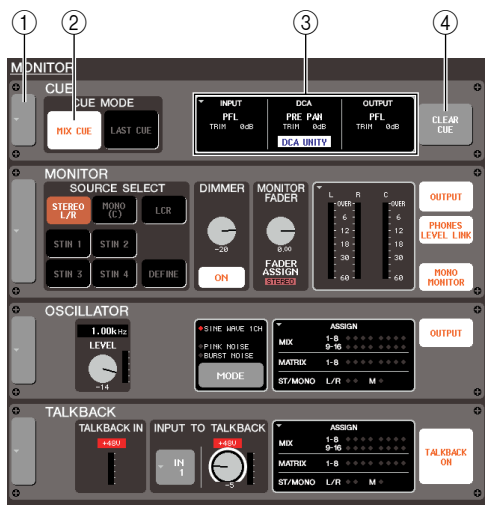 1 2 3 4
MONITOR
CUE
CUE MODE
MIX CUE
LAST CUE
INPUT
PFL
TRIM 0dB
DCA
PRE PAN
TRIM 0dB
DCA UNITY
OUTPUT
PFL
TRIM 0dB
CLEAR
CUE
MONITOR
SOURCE SELECT
STEREO
L/R
MONO
(C)
LCR
STIN 1
STIN 2
STIN 3
STIN 4
DEFINE
DIMMER
-20
ON
MONITOR
FADER
0.00
FADER
ASSIGN
STEREO
L R C
OVER OVER
6 6
12 12
18 18
30 30
60 60
OUTPUT
PHONES
LEVEL LINK
MONO
MONITOR
OSCILLATOR
1.00kHz
LEVEL
-14
SINE WAVE 1CH
PINK NOISE
BURST NOISE
MODE
ASSIGN
MIX 1-8
9-16
MATRIX 1-8
ST/MONO L/R M
OUTPUT
TALKBACK
TALKBACK IN
+48V
INPUT TO TALKBACK
IN
1
+48V
-5
ASSIGN
MIX 1-8
9-16
MATRIX 1-8
ST/MONO L/R M
TALKBACK
ON